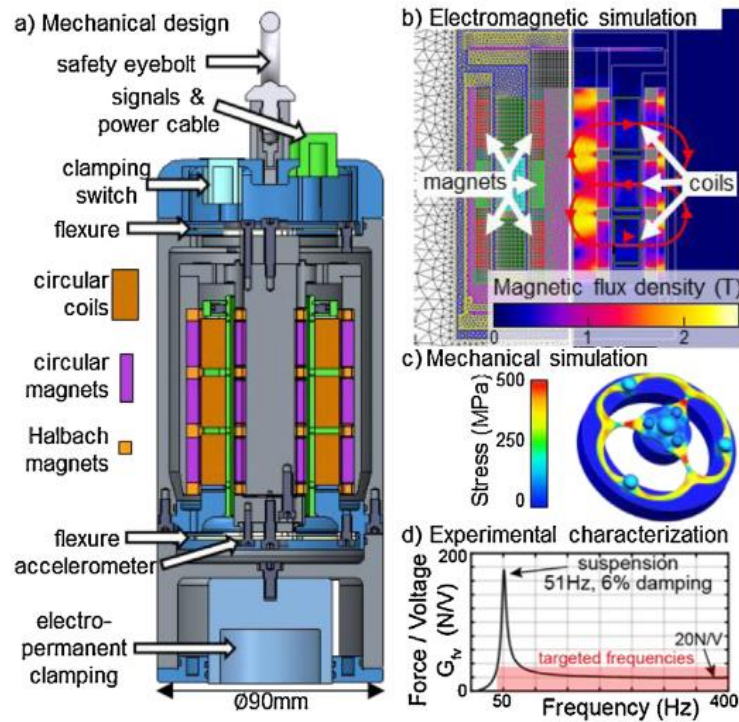 a) Mechanical design
safety eyebolt
signals &
power cable
clamping
switch
flexure
circular
coils
circular
magnets
Halbach
magnets
flexure
accelerometer
electro-
permanent
clamping
Ø90mm
b) Electromagnetic simulation
magnets
coils
Magnetic flux density (T)
0 1 2
c) Mechanical simulation
Stress (MPa)
500
250
0
d) Experimental characterization
Force / Voltage
Gfv (N/V)
200
0
suspension
51Hz, 6% damping
20N/V
targeted frequencies
50 Frequency (Hz) 400